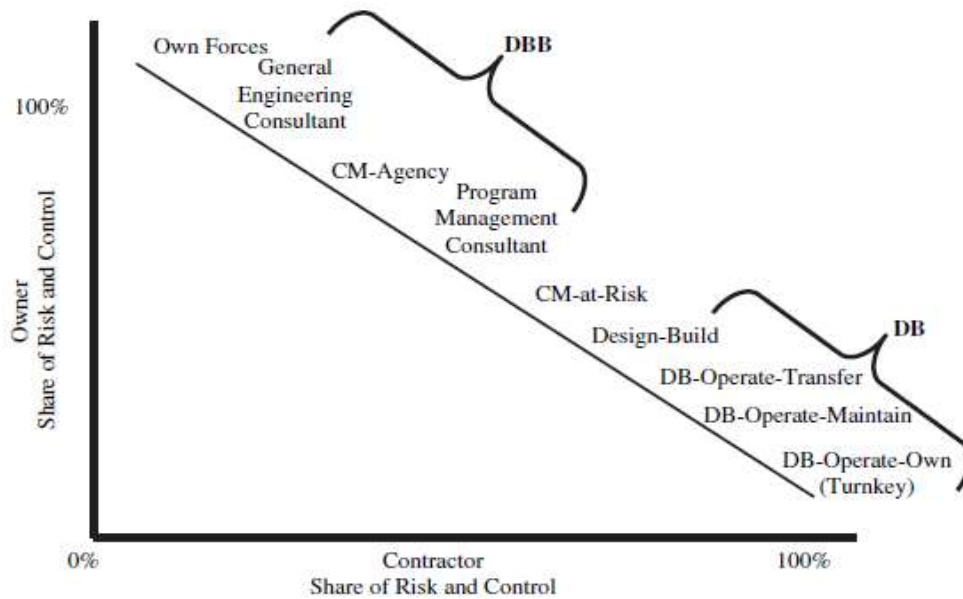 Own Forces
DBB
General
Engineering
Consultant
100%
CM-Agency
Program
Management
Consultant
Owner
Share of Risk and Control
CM-at-Risk
Design-Build
DB
DB-Operate-Transfer
DB-Operate-Maintain
DB-Operate-Own
(Turnkey)
0%
Contractor
100%
Share of Risk and Control